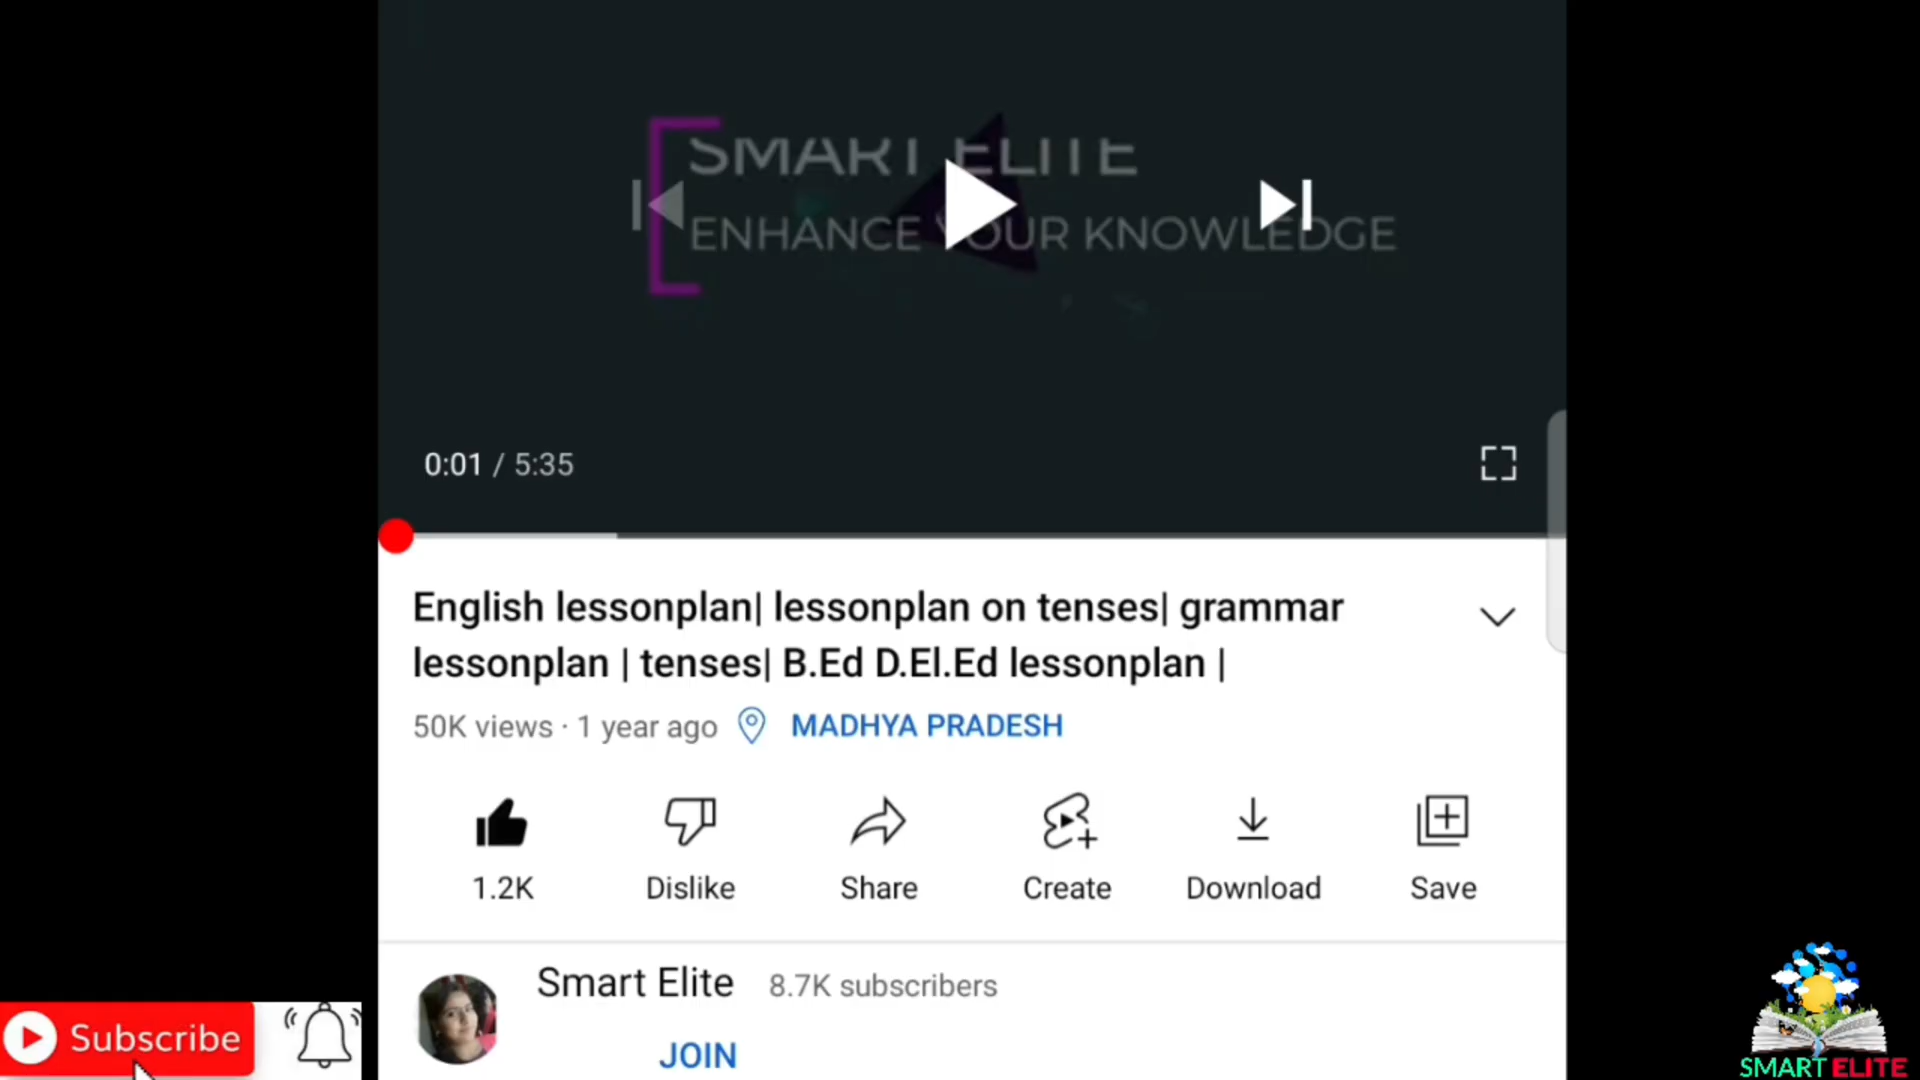 SMART ELITE
ENHANCE YOUR KNOWLEDGE
0:01 / 5:35
English lessonplan| lessonplan on tenses| grammar
lessonplan | tenses| B.Ed D.El.Ed lessonplan |
50K views · 1 year ago MADHYA PRADESH
1.2K Dislike Share Create Download Save
Smart Elite 8.7K subscribers
JOIN
Subscribe
SMART ELITE